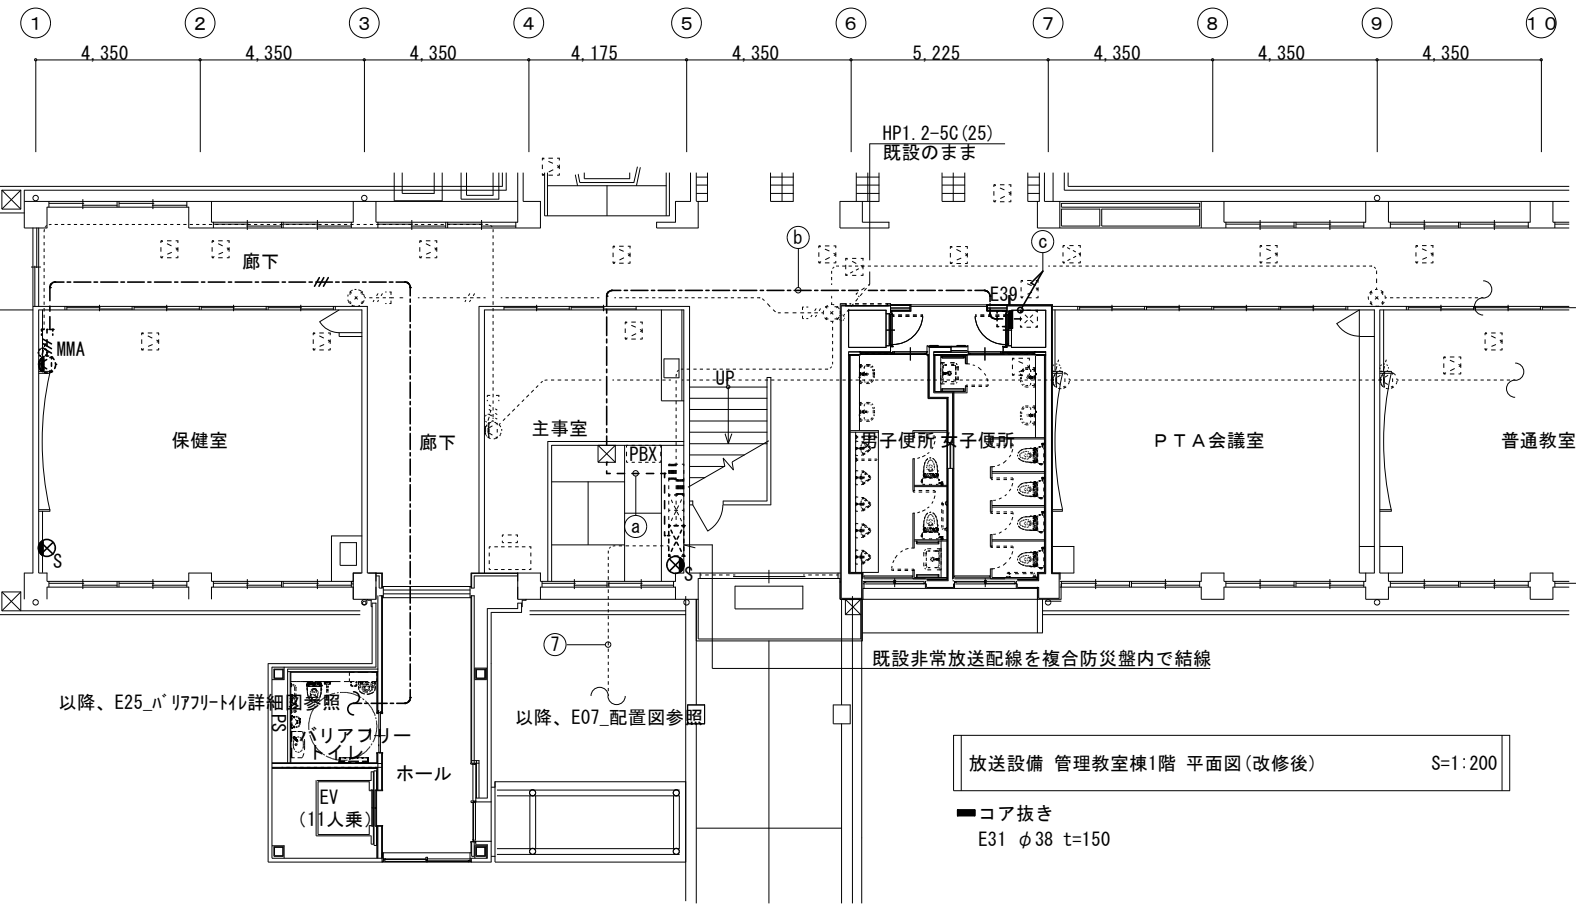 1 2 3 4 5 6 7 8 9 10
4,350 4,350 4,350 4,175 4,350 5,225 4,350 4,350 4,350
HP1.2-5C(25)
既設のまま
b
c
廊下
E39
MMA
UP
保健室
廊下
主事室
PBX
男子便所
女子便所
PTA会議室
普通教室
a
S
S
7
既設非常放送配線を複合防災盤内で結線
以降、E25_バリアフリートイレ詳細図参照
以降、E07_配置図参照
PS
バリアフリー
トイレ
ホール
EV
(11人乗)
放送設備 管理教室棟1階 平面図(改修後) S=1:200
コア抜き
E31 φ38 t=150